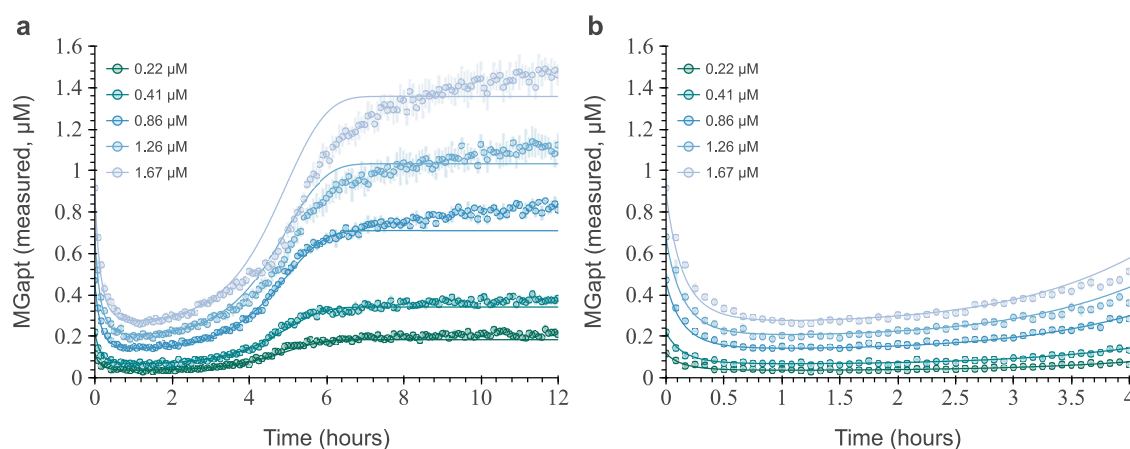 a
MGapt (measured, µM)
1.6
1.4
1.2
1
0.8
0.6
0.4
0.2
0
0.22 µM
0.41 µM
0.86 µM
1.26 µM
1.67 µM
0 2 4 6 8 10 12
Time (hours)
b
MGapt (measured, µM)
1.6
1.4
1.2
1
0.8
0.6
0.4
0.2
0
0.22 µM
0.41 µM
0.86 µM
1.26 µM
1.67 µM
0 0.5 1 1.5 2 2.5 3 3.5 4
Time (hours)